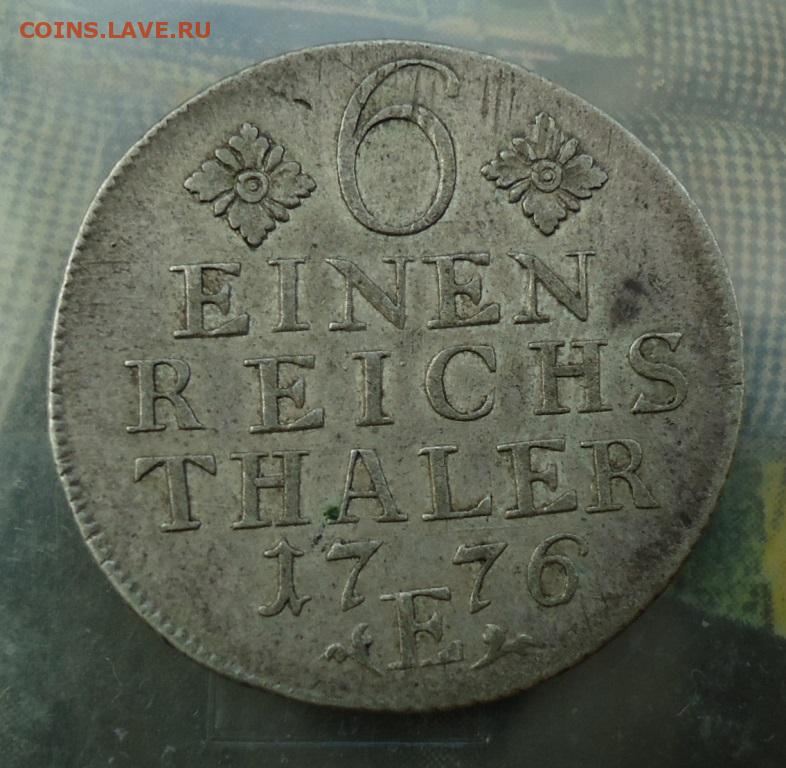 COINS.LAVE.RU
6
EINEN
REICHS
THALER
1776
E